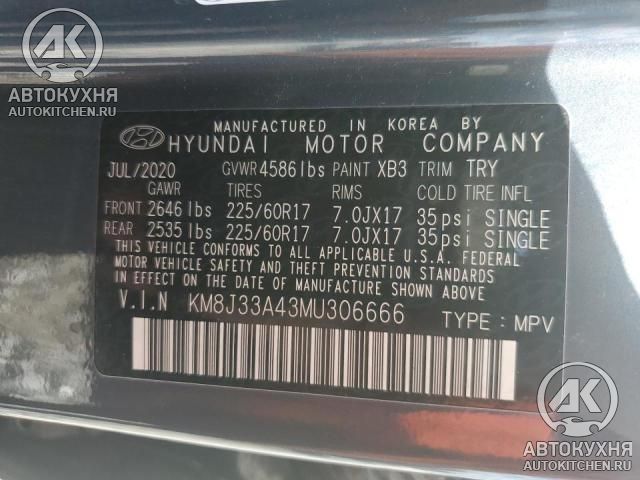 АВТОКУХНЯ
AUTOKITCHEN.RU
MANUFACTURED IN KOREA BY
HYUNDAI MOTOR COMPANY
JUL/2020 GVWR 4586lbs PAINT XB3 TRIM TRY
GAWR TIRES RIMS COLD TIRE INFL
FRONT 2646 lbs 225/60R17 7.0JX17 35psi SINGLE
REAR 2535 lbs 225/60R17 7.0JX17 35psi SINGLE
THIS VEHICLE CONFORMS TO ALL APPLICABLE U.S.A. FEDERAL
MOTOR VEHICLE SAFETY AND THEFT PREVENTION STANDARDS
IN EFFECT ON THE DATE OF MANUFACTURE SHOWN ABOVE.
V.I.N KM8J33A43MU306666 TYPE : MPV
АК
АВТОКУХНЯ
AUTOKITCHEN.RU